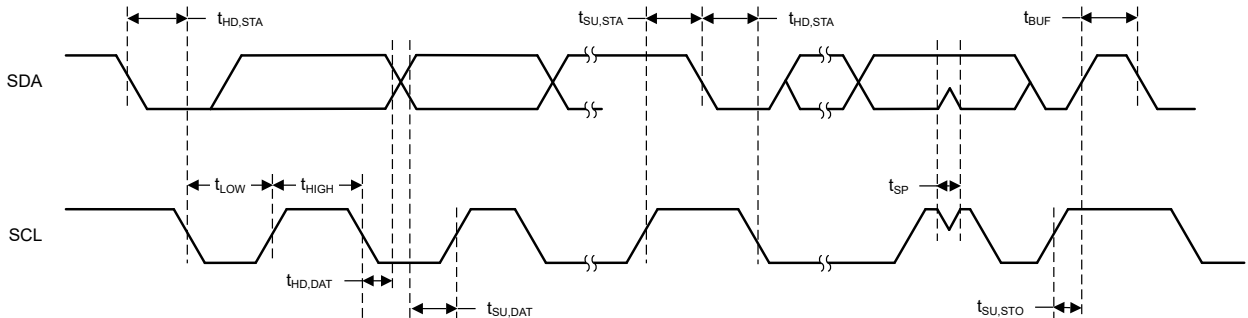 tHD,STA
tSU,STA
tHD,STA
tBUF
SDA
tLOW
tHIGH
tSP
SCL
tHD,DAT
tSU,DAT
tSU,STO